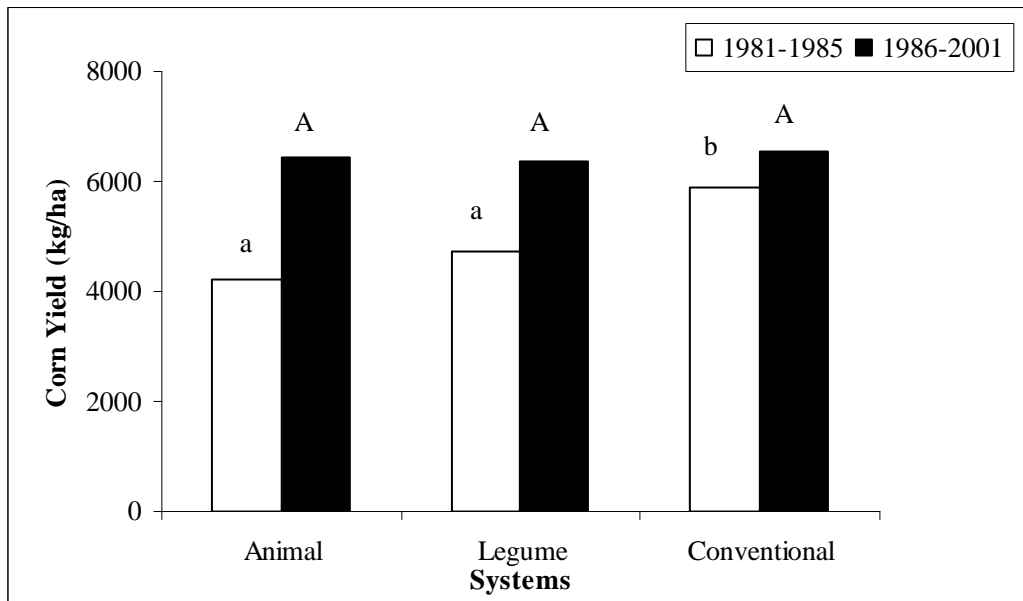 1981-1985 1986-2001
8000
6000
4000
2000
0
Corn Yield (kg/ha)
A
A
A
a
a
b
Animal
Legume
Conventional
Systems